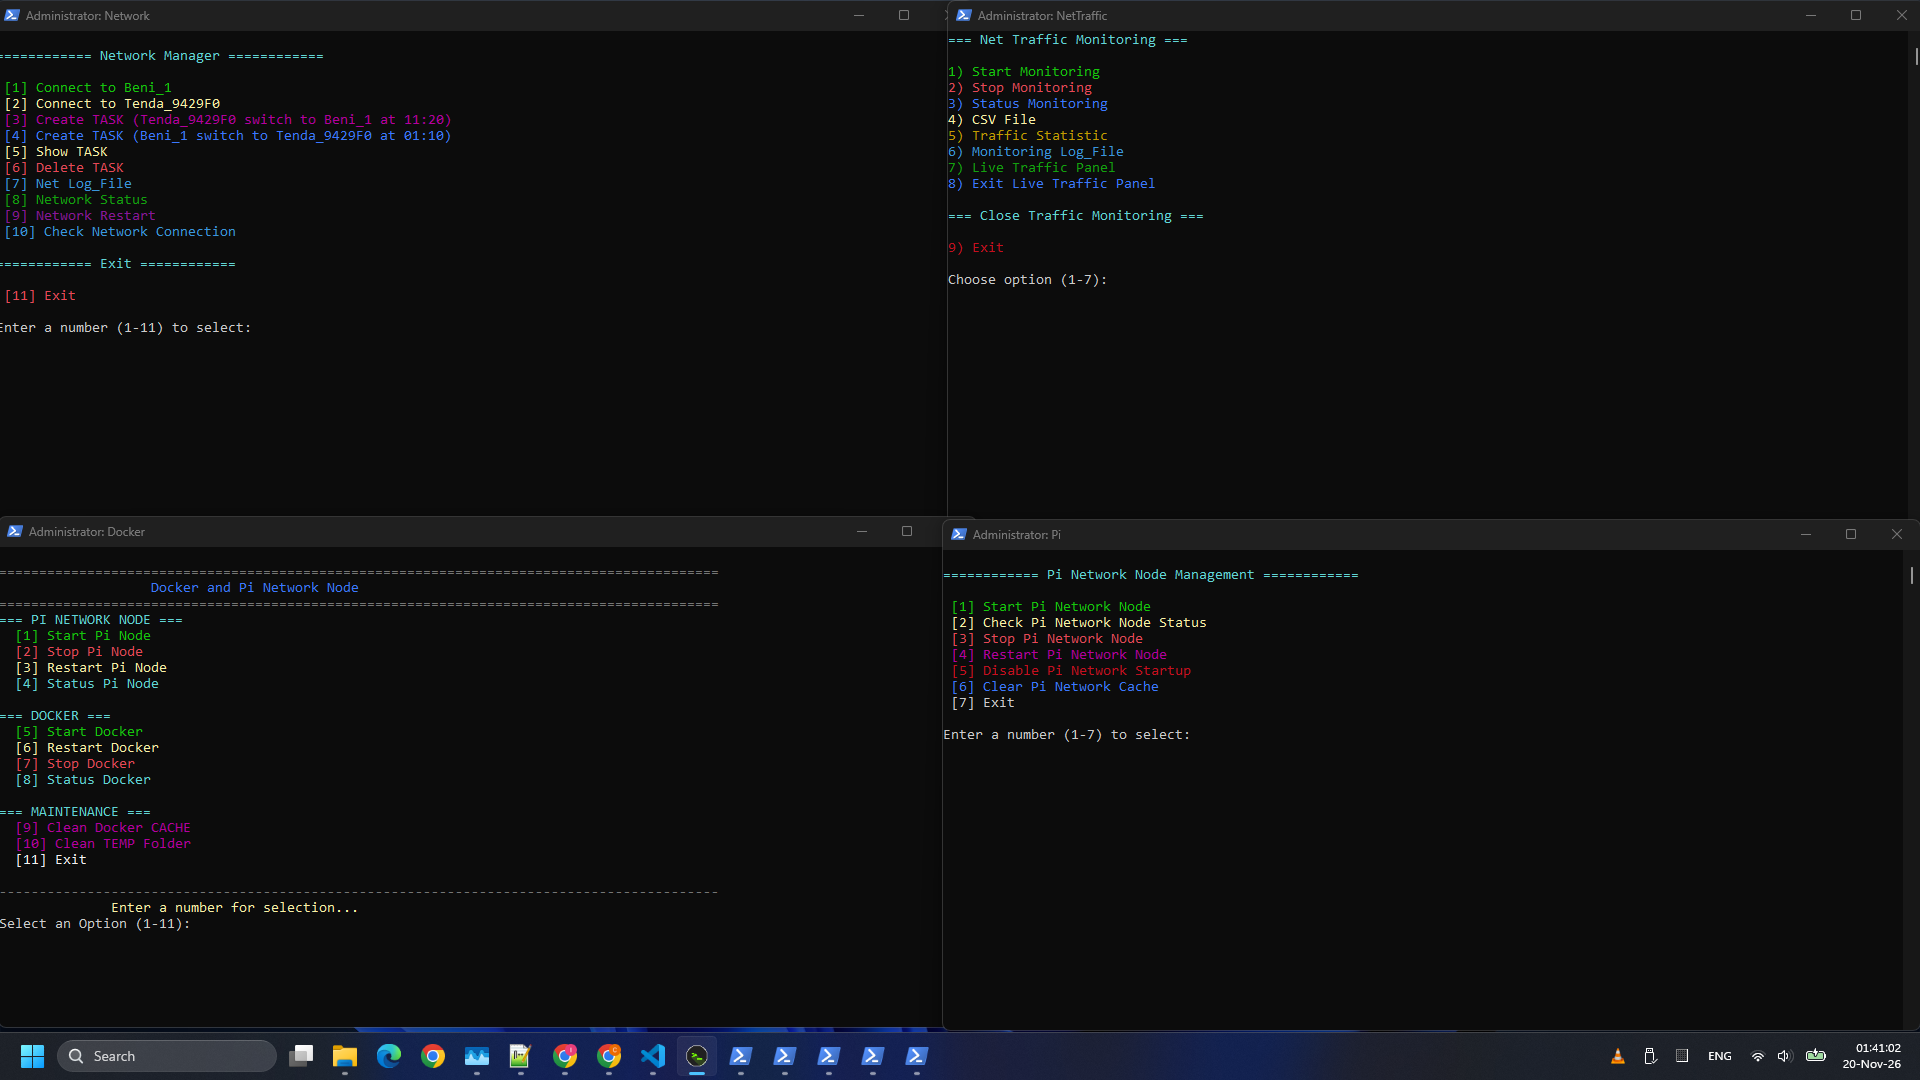 Administrator: Network
============ Network Manager ============
[1] Connect to Beni_1
[2] Connect to Tenda_9429F0
[3] Create TASK (Tenda_9429F0 switch to Beni_1 at 11:20)
[4] Create TASK (Beni_1 switch to Tenda_9429F0 at 01:10)
[5] Show TASK
[6] Delete TASK
[7] Net Log_File
[8] Network Status
[9] Network Restart
[10] Check Network Connection
============ Exit ============
[11] Exit
Enter a number (1-11) to select:
Administrator: NetTraffic
=== Net Traffic Monitoring ===
1) Start Monitoring
2) Stop Monitoring
3) Status Monitoring
4) CSV File
5) Traffic Statistic
6) Monitoring Log_File
7) Live Traffic Panel
8) Exit Live Traffic Panel
=== Close Traffic Monitoring ===
9) Exit
Choose option (1-7):
Administrator: Docker
==========================================================================================
Docker and Pi Network Node
==========================================================================================
=== PI NETWORK NODE ===
[1] Start Pi Node
[2] Stop Pi Node
[3] Restart Pi Node
[4] Status Pi Node
=== DOCKER ===
[5] Start Docker
[6] Restart Docker
[7] Stop Docker
[8] Status Docker
=== MAINTENANCE ===
[9] Clean Docker CACHE
[10] Clean TEMP Folder
[11] Exit
------------------------------------------------------------------------------------------
Enter a number for selection...
Select an Option (1-11):
Administrator: Pi
============ Pi Network Node Management ============
[1] Start Pi Network Node
[2] Check Pi Network Node Status
[3] Stop Pi Network Node
[4] Restart Pi Network Node
[5] Disable Pi Network Startup
[6] Clear Pi Network Cache
[7] Exit
Enter a number (1-7) to select:
Search
ENG
01:41:02
20-Nov-26